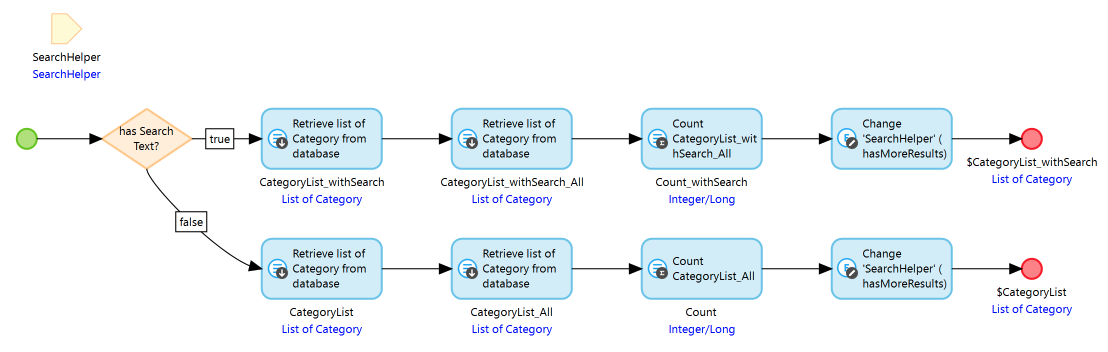 SearchHelper
SearchHelper
has Search
Text?
true
Retrieve list of
Category from
database
CategoryList_withSearch
List of Category
Retrieve list of
Category from
database
CategoryList_withSearch_All
List of Category
Count
CategoryList_wit
hSearch_All
Count_withSearch
Integer/Long
Change
'SearchHelper' (
hasMoreResults)
$CategoryList_withSearch
List of Category
false
Retrieve list of
Category from
database
CategoryList
List of Category
Retrieve list of
Category from
database
CategoryList_All
List of Category
Count
CategoryList_All
Count
Integer/Long
Change
'SearchHelper' (
hasMoreResults)
$CategoryList
List of Category